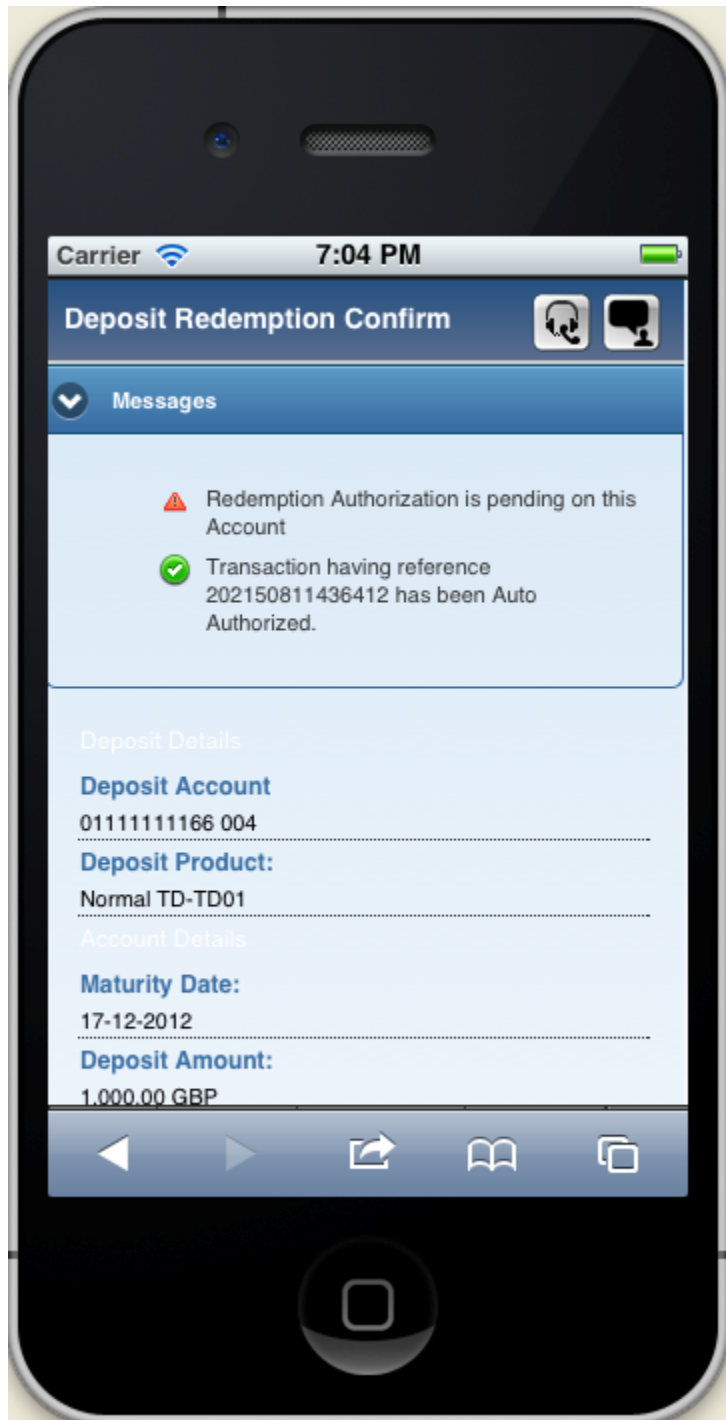 Carrier 7:04 PM
Deposit Redemption Confirm
Messages
Redemption Authorization is pending on this
Account
Transaction having reference
202150811436412 has been Auto
Authorized.
Deposit Details
Deposit Account
01111111166 004
Deposit Product:
Normal TD-TD01
Account Details
Maturity Date:
17-12-2012
Deposit Amount:
1,000.00 GBP